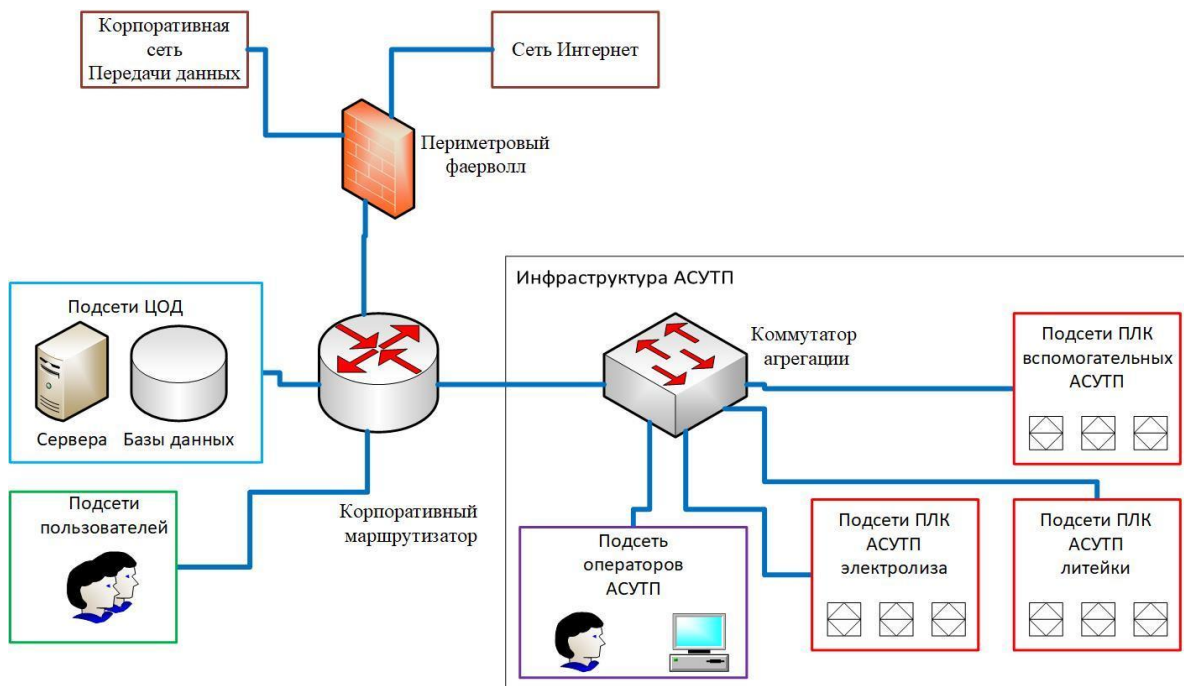 Корпоративная
сеть
Передачи данных
Сеть Интернет
Периметровый
фаерволл
Подсети ЦОД
Сервера
Базы данных
Подсети
пользователей
Корпоративный
маршрутизатор
Инфраструктура АСУТП
Коммутатор
агрегации
Подсети ПЛК
вспомогательных
АСУТП
Подсеть
операторов
АСУТП
Подсети ПЛК
АСУТП
электролиза
Подсети ПЛК
АСУТП
литейки